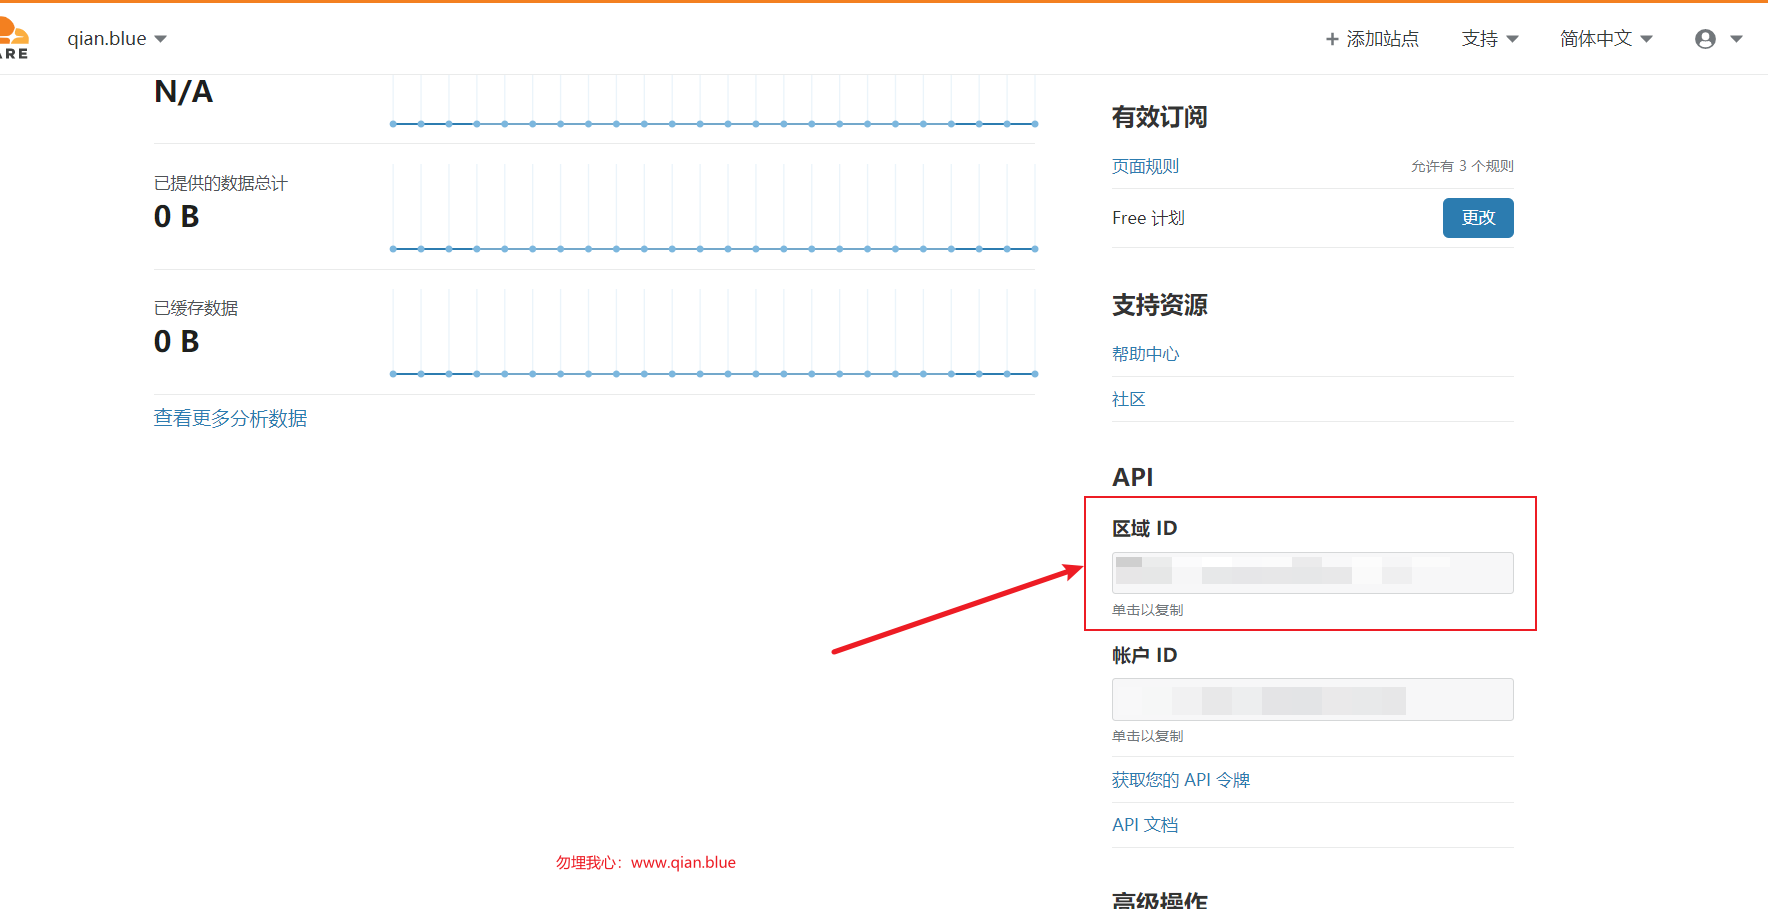 ARE
qian.blue
添加站点
支持
简体中文
N/A
已提供的数据总计
0 B
已缓存数据
0 B
查看更多分析数据
有效订阅
页面规则
允许有 3 个规则
Free 计划
更改
支持资源
帮助中心
社区
API
区域 ID
单击以复制
帐户 ID
单击以复制
获取您的 API 令牌
API 文档
高级操作
勿埋我心：www.qian.blue